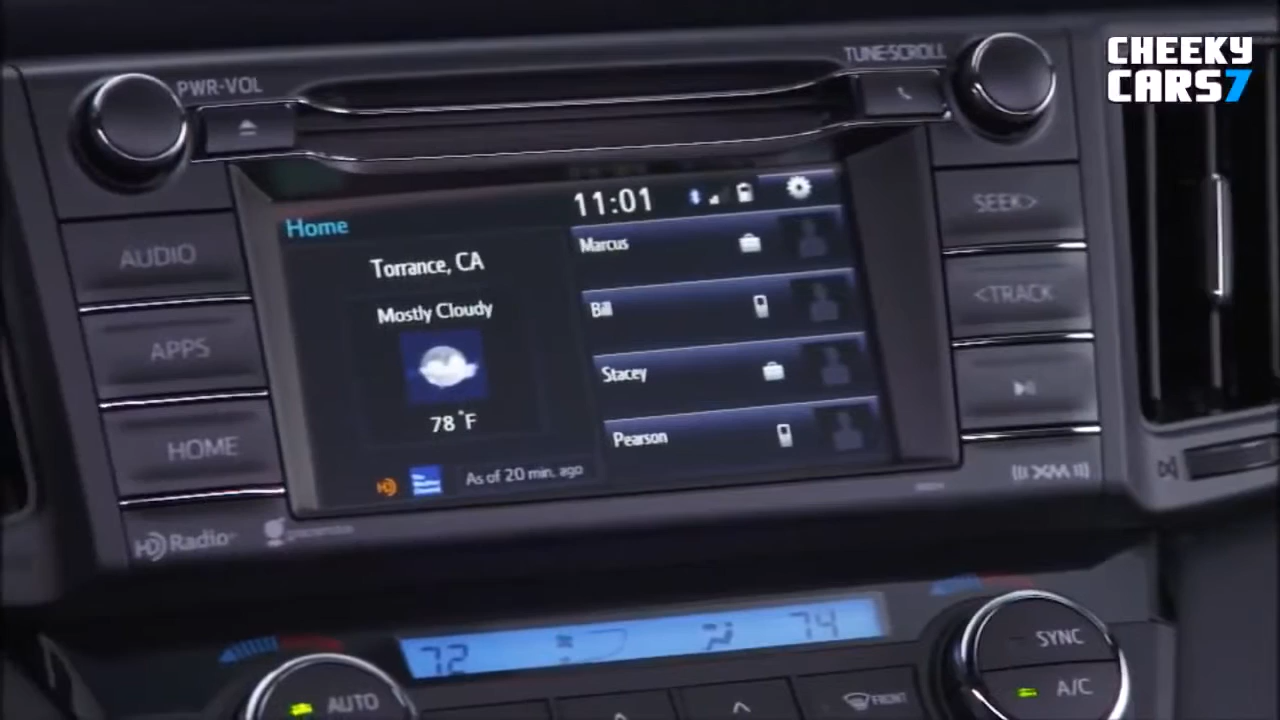 CHEEKY
CARS7
PWR-VOL
TUNE-SCROLL
AUDIO
APPS
HOME
HD Radio
SEEK>
<TRACK
((XM))
Home
11:01
Torrance, CA
Mostly Cloudy
78°F
As of 20 min. ago
Marcus
Bill
Stacey
Pearson
72
74
AUTO
FRONT
SYNC
A/C